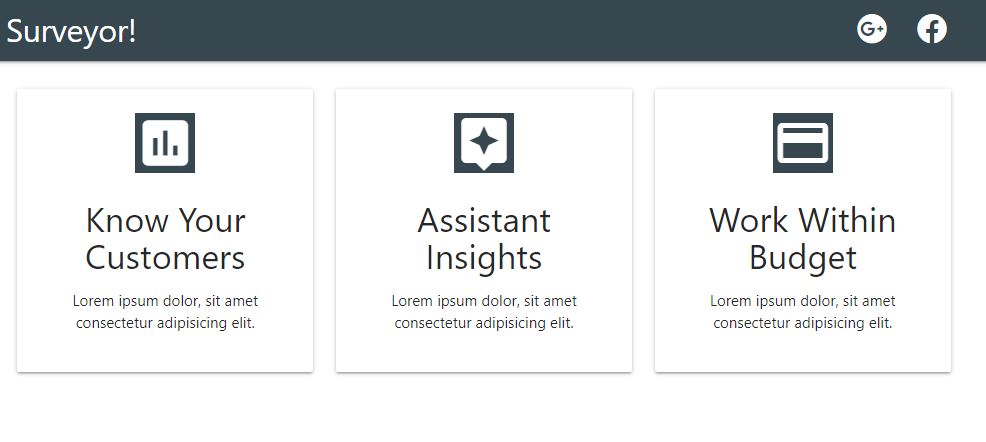 Surveyor!
G+
Know Your
Customers
Lorem ipsum dolor, sit amet
consectetur adipisicing elit.
Assistant
Insights
Lorem ipsum dolor, sit amet
consectetur adipisicing elit.
Work Within
Budget
Lorem ipsum dolor, sit amet
consectetur adipisicing elit.